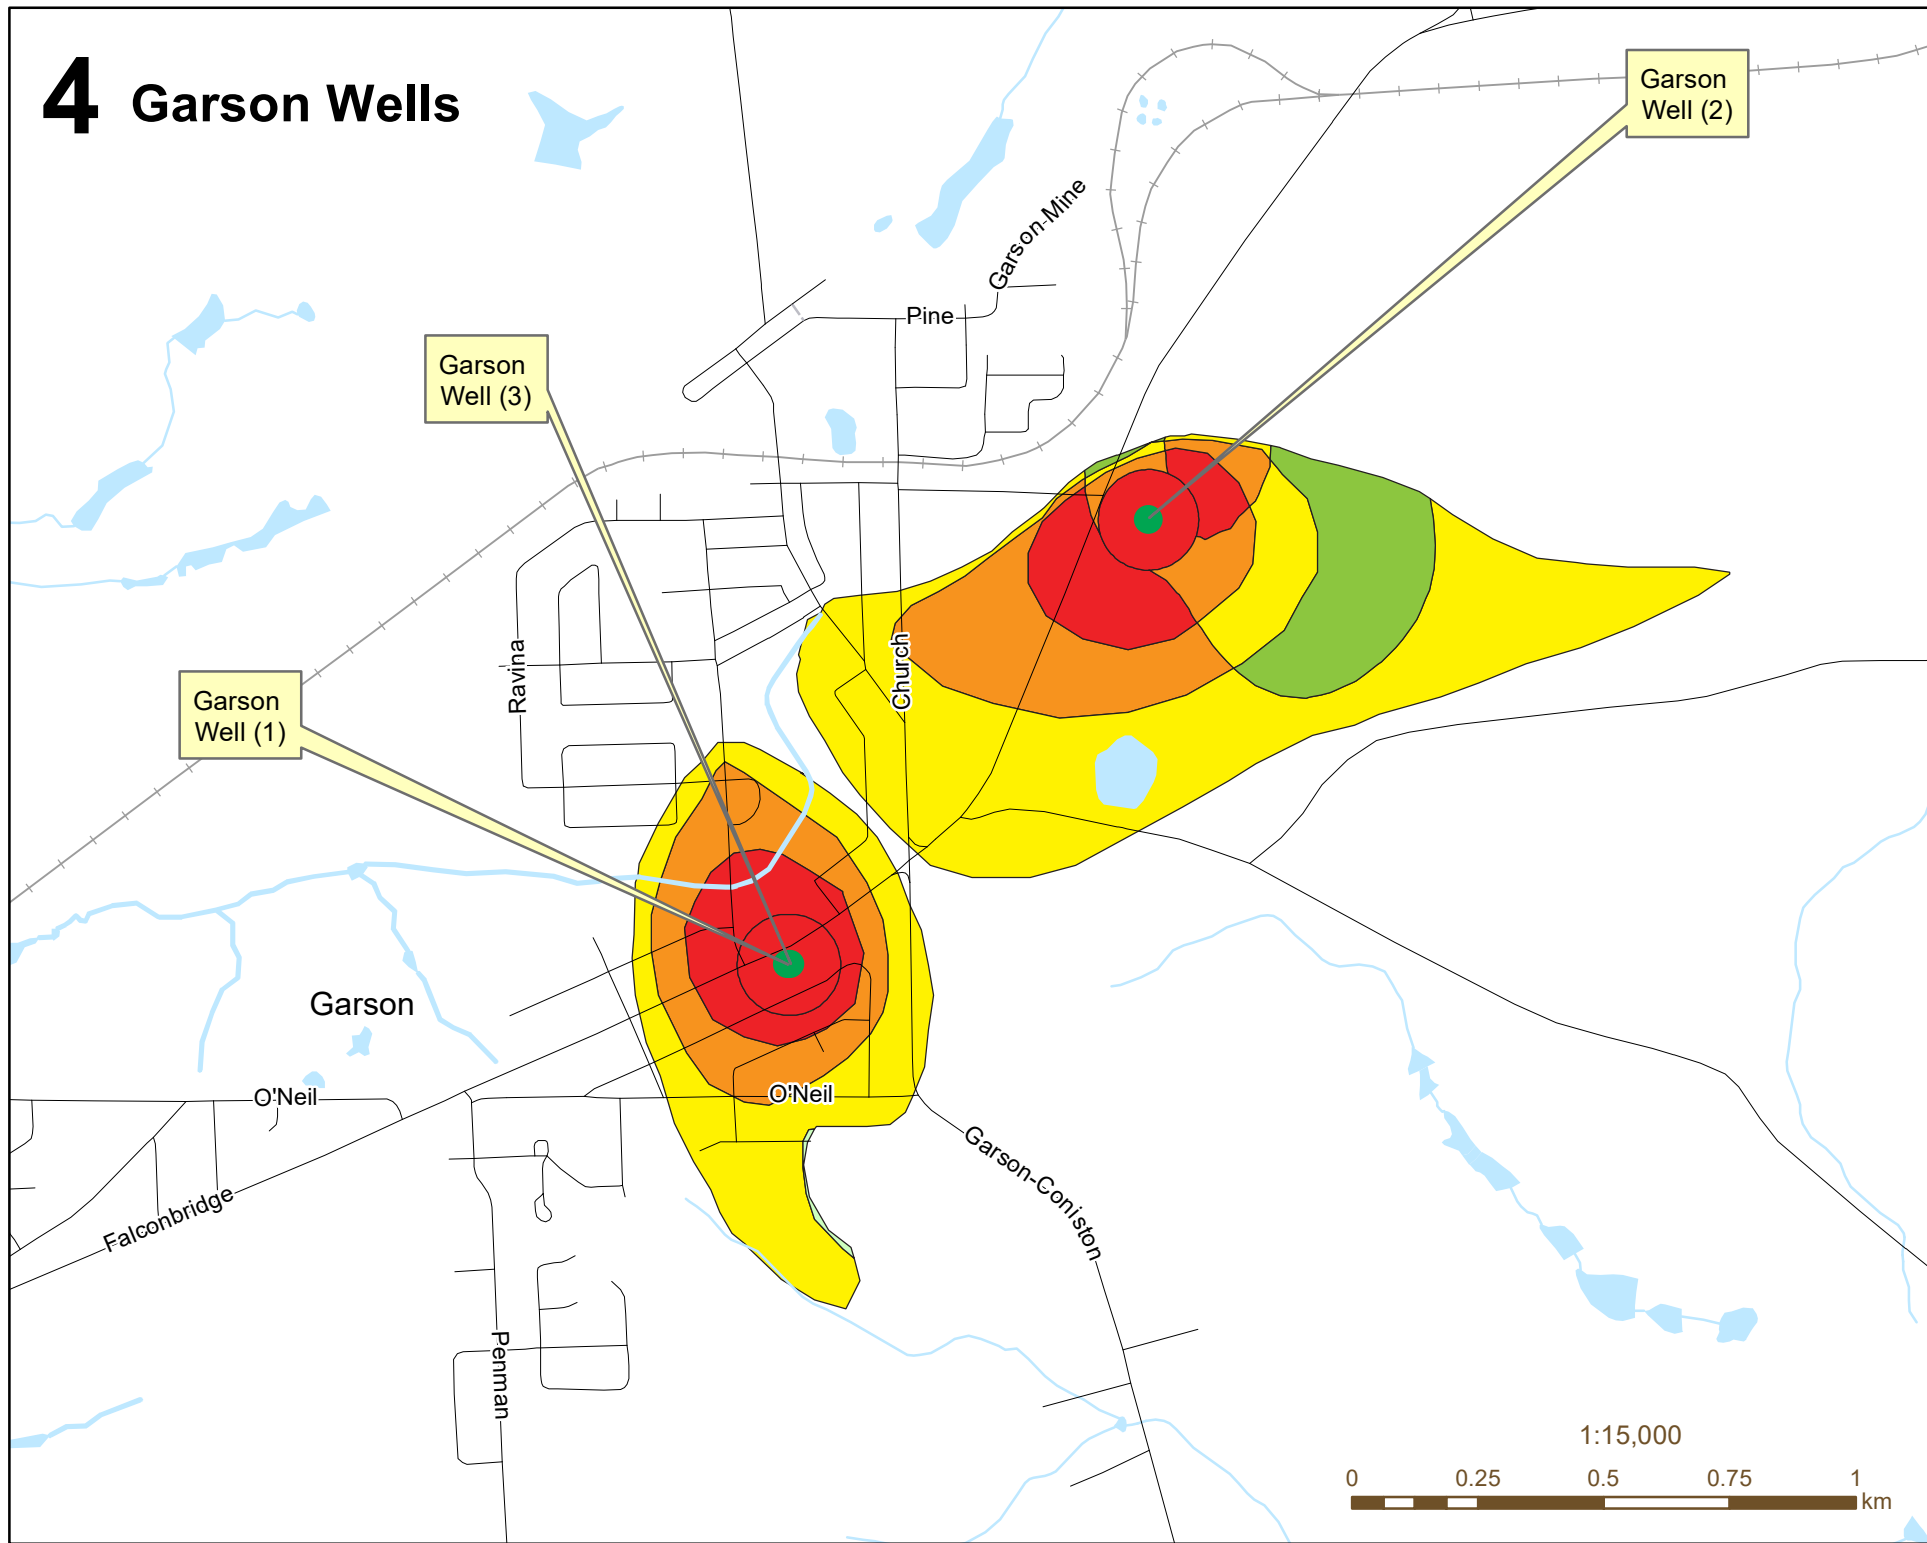 4 Garson Wells
Garson
Well (2)
Garson-Mine
Pine
Garson
Well (3)
Church
Ravina
Garson
Well (1)
Garson
O'Neil
O'Neil
Garson-Coniston
Falconbridge
Penman
1:15,000
0 0.25 0.5 0.75 1
km